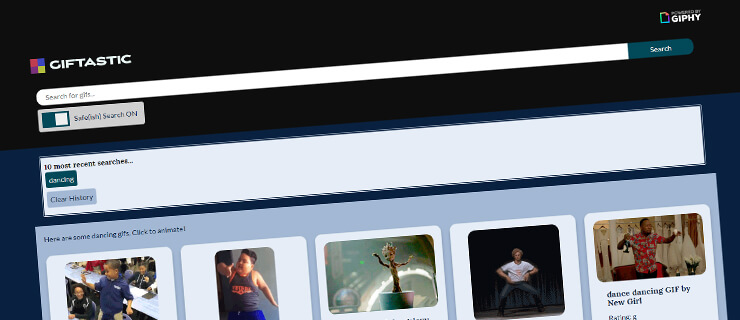 POWERED BY
GIPHY
GIFTASTIC
Search for gifs...
Search
Safe(ish) Search ON
10 most recent searches...
dancing
Clear History
Here are some dancing gifs. Click to animate!
dance dancing GIF by
New Girl
Rating: g